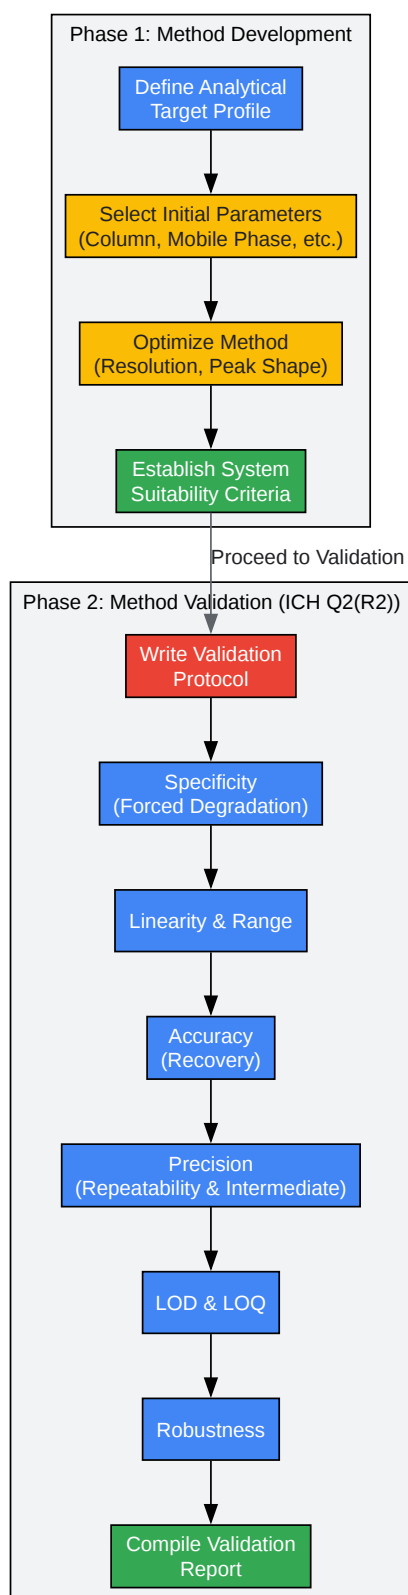 Phase 1: Method Development
Define Analytical
Target Profile
Select Initial Parameters
(Column, Mobile Phase, etc.)
Optimize Method
(Resolution, Peak Shape)
Establish System
Suitability Criteria
Proceed to Validation
Phase 2: Method Validation (ICH Q2(R2))
Write Validation
Protocol
Specificity
(Forced Degradation)
Linearity & Range
Accuracy
(Recovery)
Precision
(Repeatability & Intermediate)
LOD & LOQ
Robustness
Compile Validation
Report